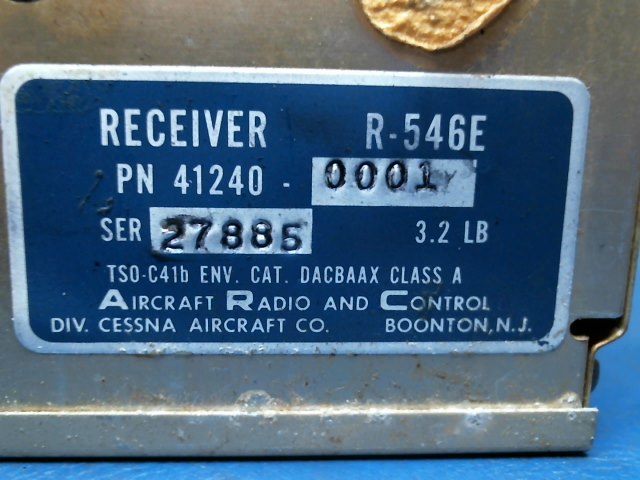 RECEIVER R-546E
PN 41240 - 0001
SER 27885 3.2 LB
TSO-C41b ENV. CAT. DACBAAX CLASS A
AIRCRAFT RADIO AND CONTROL
DIV. CESSNA AIRCRAFT CO. BOONTON, N.J.